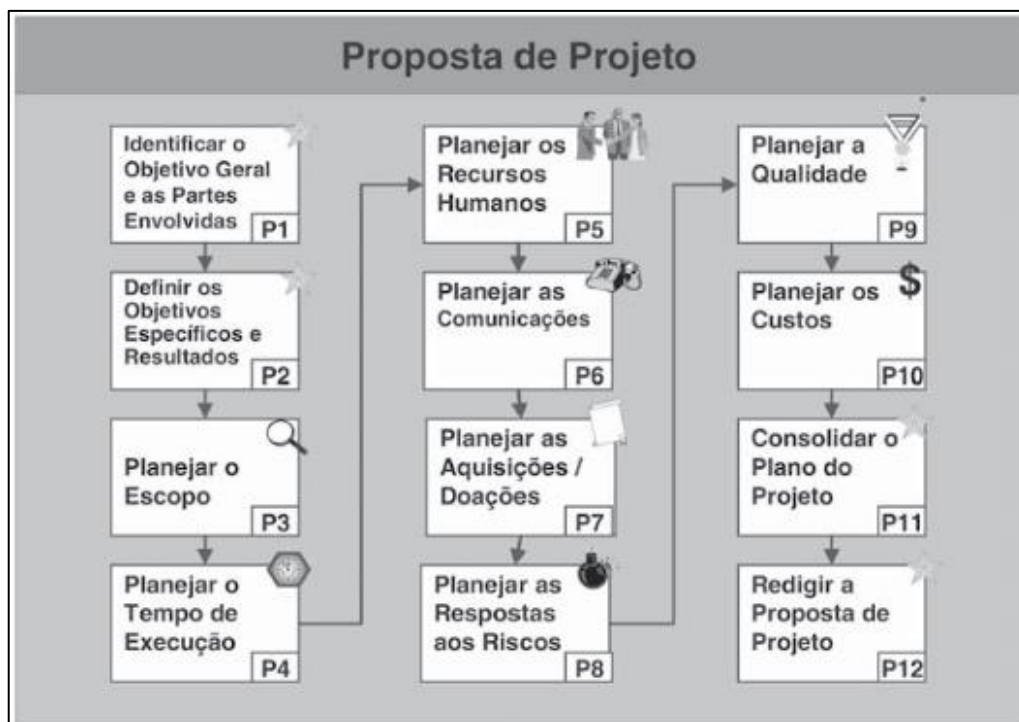 Proposta de Projeto
Identificar o
Objetivo Geral
e as Partes
Envolvidas
P1
Definir os
Objetivos
Específicos e
Resultados
P2
Planejar o
Escopo
P3
Planejar o
Tempo de
Execução
P4
Planejar os
Recursos
Humanos
P5
Planejar as
Comunicações
P6
Planejar as
Aquisições /
Doações
P7
Planejar as
Respostas
aos Riscos
P8
Planejar a
Qualidade
P9
$
Planejar os
Custos
P10
Consolidar o
Plano do
Projeto
P11
Redigir a
Proposta de
Projeto
P12